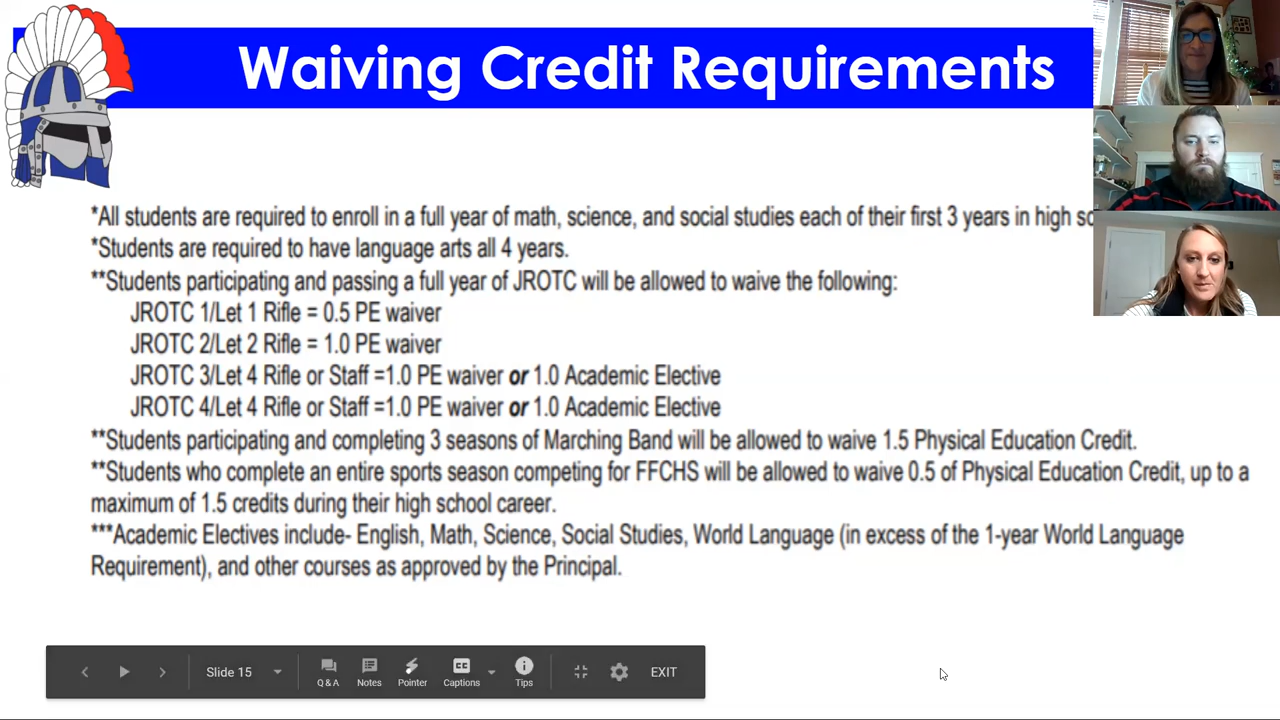 Waiving Credit Requirements
*All students are required to enroll in a full year of math, science, and social studies each of their first 3 years in high
*Students are required to have language arts all 4 years.
**Students participating and passing a full year of JROTC will be allowed to waive the following:
JROTC 1/Let 1 Rifle = 0.5 PE waiver
JROTC 2/Let 2 Rifle = 1.0 PE waiver
JROTC 3/Let 4 Rifle or Staff =1.0 PE waiver or 1.0 Academic Elective
JROTC 4/Let 4 Rifle or Staff =1.0 PE waiver or 1.0 Academic Elective
**Students participating and completing 3 seasons of Marching Band will be allowed to waive 1.5 Physical Education Credit.
**Students who complete an entire sports season competing for FFCHS will be allowed to waive 0.5 of Physical Education Credit, up to a
maximum of 1.5 credits during their high school career.
***Academic Electives include- English, Math, Science, Social Studies, World Language (in excess of the 1-year World Language
Requirement), and other courses as approved by the Principal.
Slide 15
Q & A
Notes
Pointer
CC
Captions
Tips
EXIT